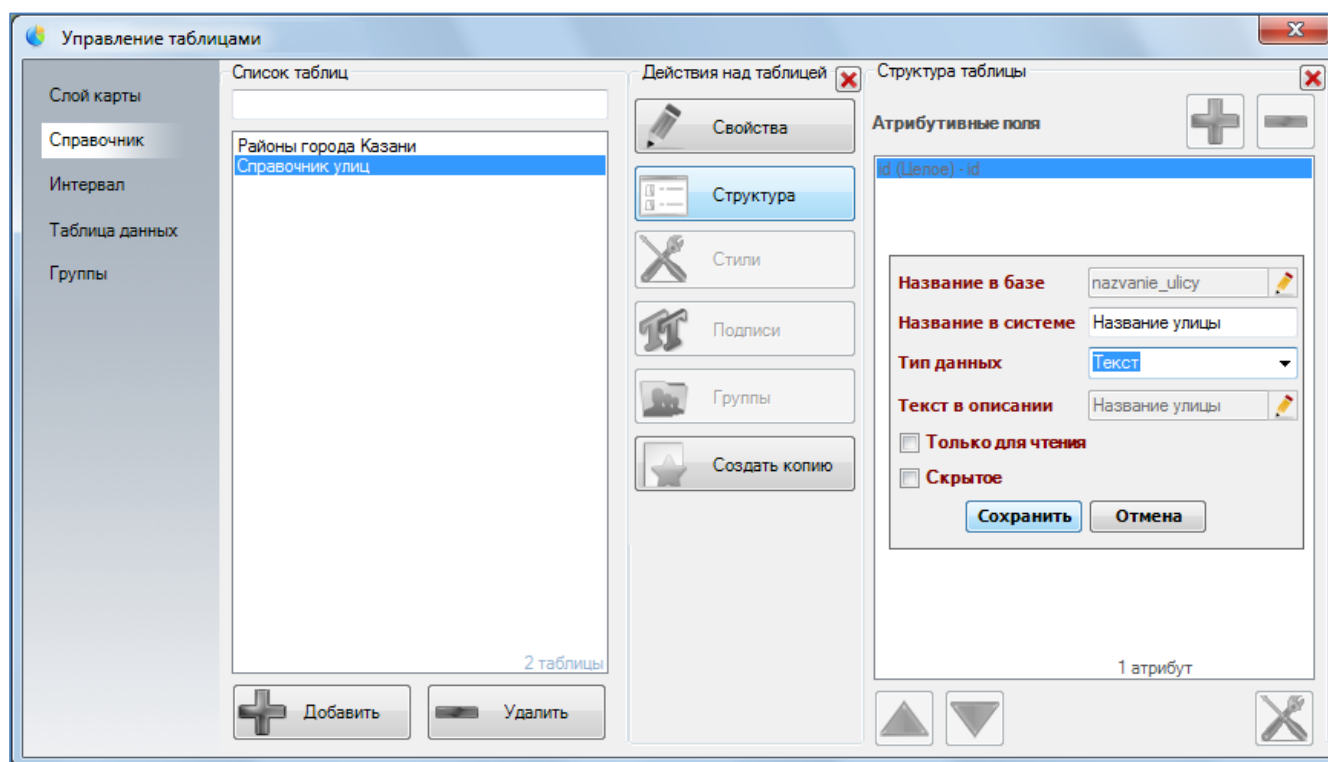 Управление таблицами
Слой карты
Справочник
Интервал
Таблица данных
Группы
Список таблиц
Районы города Казани
Справочник улиц
2 таблицы
Добавить
Удалить
Действия над таблицей
Свойства
Структура
Стили
Подписи
Группы
Создать копию
Структура таблицы
Атрибутивные поля
id (Целое) - id
Название в базе nazvanie_ulicy
Название в системе Название улицы
Тип данных Текст
Текст в описании Название улицы
Только для чтения
Скрытое
Сохранить Отмена
1 атрибут